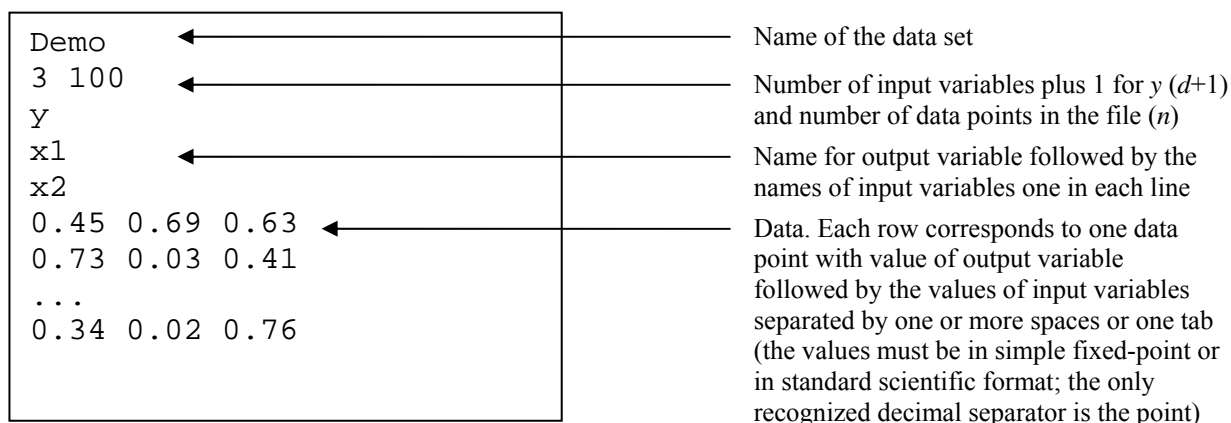 Demo
3 100
y
x1
x2
0.45 0.69 0.63
0.73 0.03 0.41
...
0.34 0.02 0.76
Name of the data set
Number of input variables plus 1 for y (d+1)
and number of data points in the file (n)
Name for output variable followed by the
names of input variables one in each line
Data. Each row corresponds to one data
point with value of output variable
followed by the values of input variables
separated by one or more spaces or one tab
(the values must be in simple fixed-point or
in standard scientific format; the only
recognized decimal separator is the point)